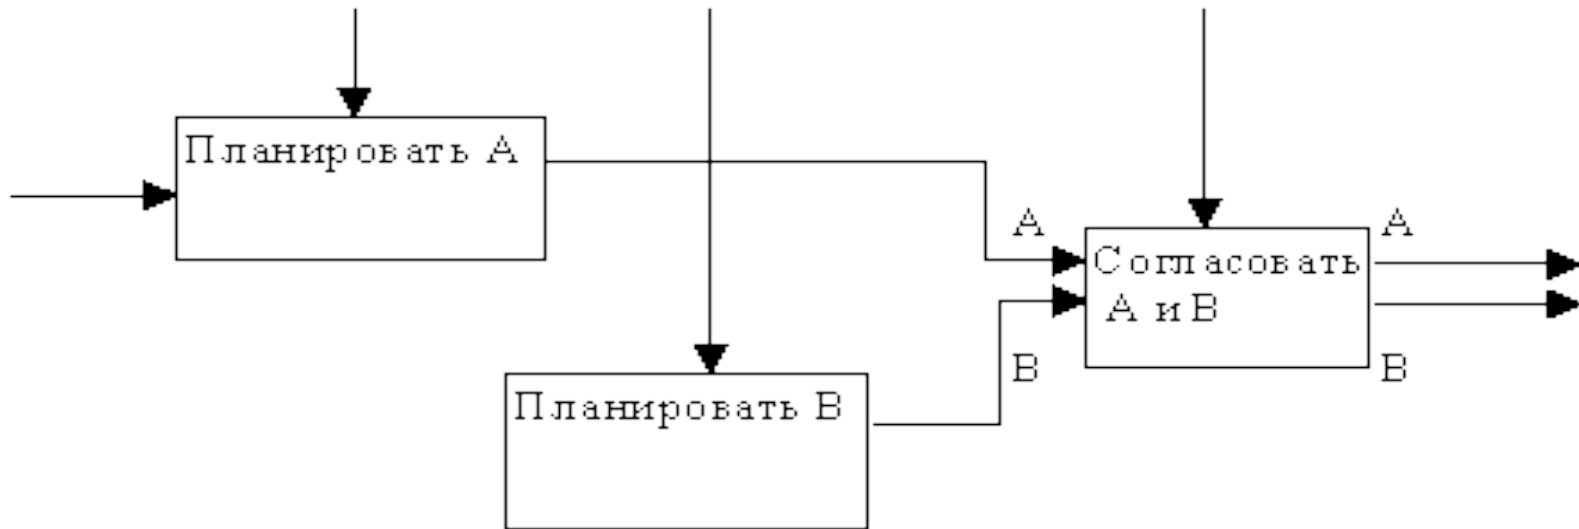 Планировать А
А
А
Согласовать
А и В
В
В
Планировать В